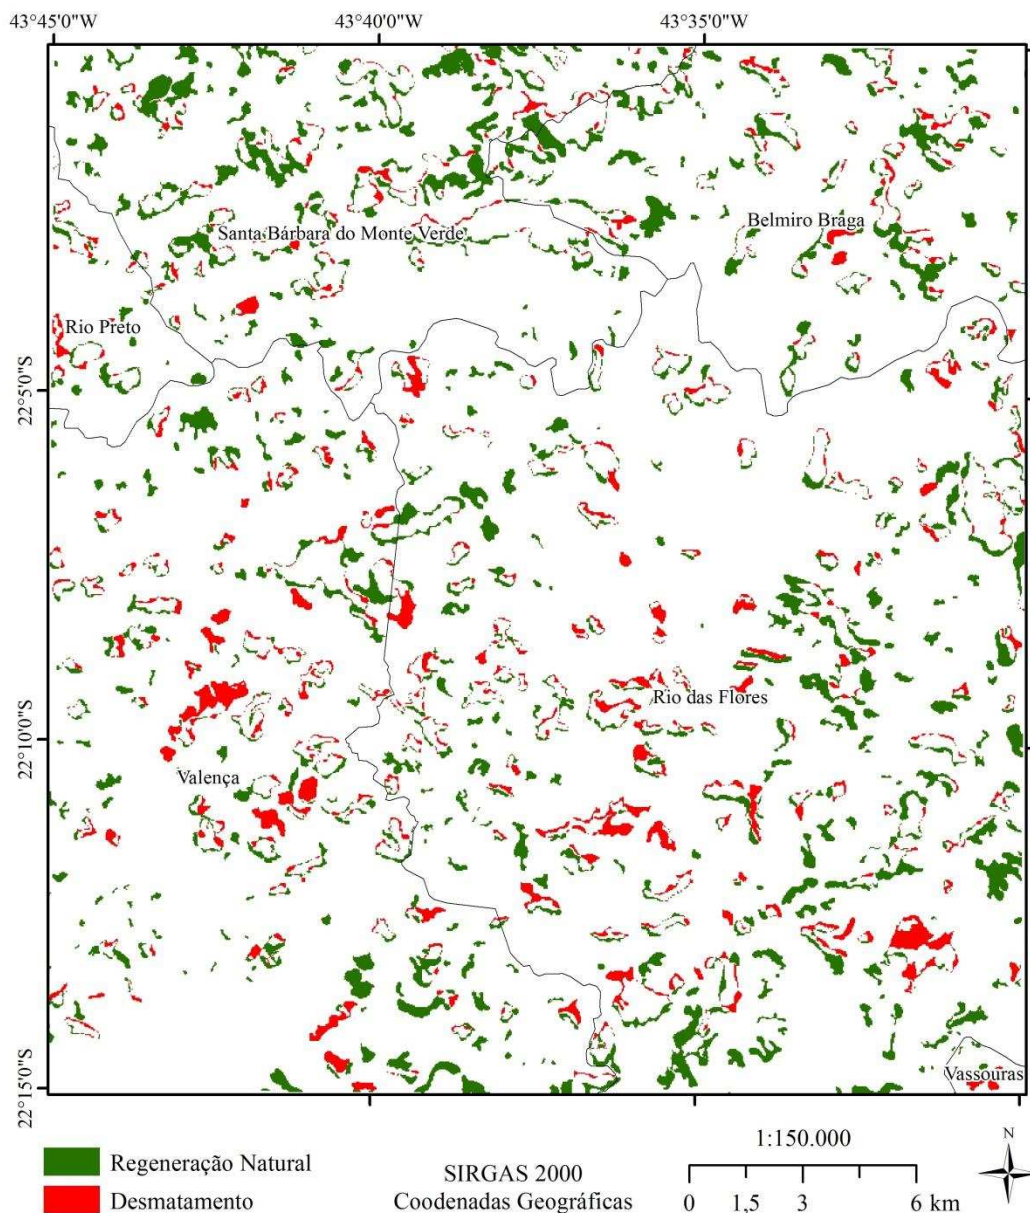 43°45'0"W 43°40'0"W 43°35'0"W
Belmiro Braga
Santa Bárbara do Monte Verde
Rio Preto
22°5'0"S
Rio das Flores
22°10'0"S
Valença
22°15'0"S
Vassouras
1:150.000
N
Regeneração Natural
SIRGAS 2000
Desmatamento
Coodenadas Geográficas
0 1,5 3 6 km